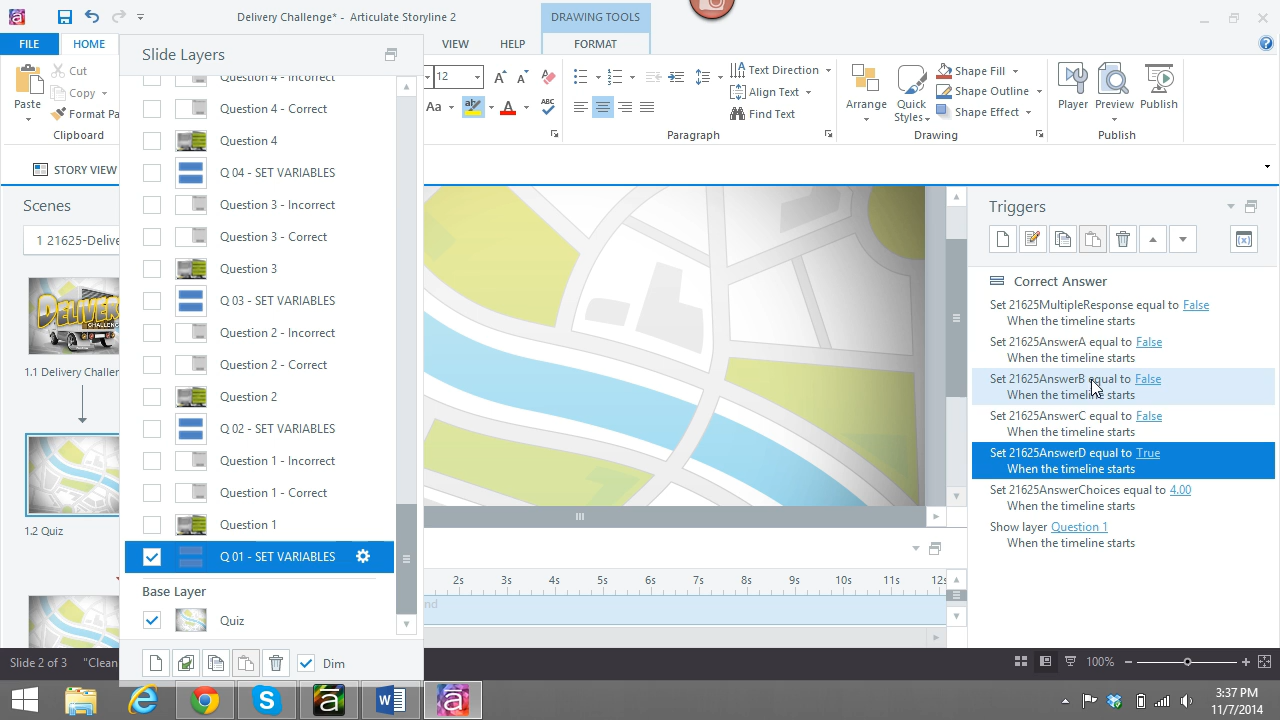 Delivery Challenge* - Articulate Storyline 2
DRAWING TOOLS
FILE
HOME
VIEW
HELP
FORMAT
Paste
Cut
Copy
Format Pa
Clipboard
12
Aa
ABC
Text Direction
Align Text
Find Text
Paragraph
Arrange
Quick
Styles
Shape Fill
Shape Outline
Shape Effect
Drawing
Player
Preview
Publish
Publish
STORY VIEW
Scenes
1 21625-Delive
DELIVER
CHALLENGE
1.1 Delivery Challen
1.2 Quiz
Slide Layers
Question 4 - Incorrect
Question 4 - Correct
Question 4
Q 04 - SET VARIABLES
Question 3 - Incorrect
Question 3 - Correct
Question 3
Q 03 - SET VARIABLES
Question 2 - Incorrect
Question 2 - Correct
Question 2
Q 02 - SET VARIABLES
Question 1 - Incorrect
Question 1 - Correct
Question 1
Q 01 - SET VARIABLES
Base Layer
Quiz
Dim
2s 3s 4s 5s 6s 7s 8s 9s 10s 11s 12s
nd
Triggers
Correct Answer
Set 21625MultipleResponse equal to False
When the timeline starts
Set 21625AnswerA equal to False
When the timeline starts
Set 21625AnswerB equal to False
When the timeline starts
Set 21625AnswerC equal to False
When the timeline starts
Set 21625AnswerD equal to True
When the timeline starts
Set 21625AnswerChoices equal to 4.00
When the timeline starts
Show layer Question 1
When the timeline starts
Slide 2 of 3 "Clean
100%
3:37 PM
11/7/2014